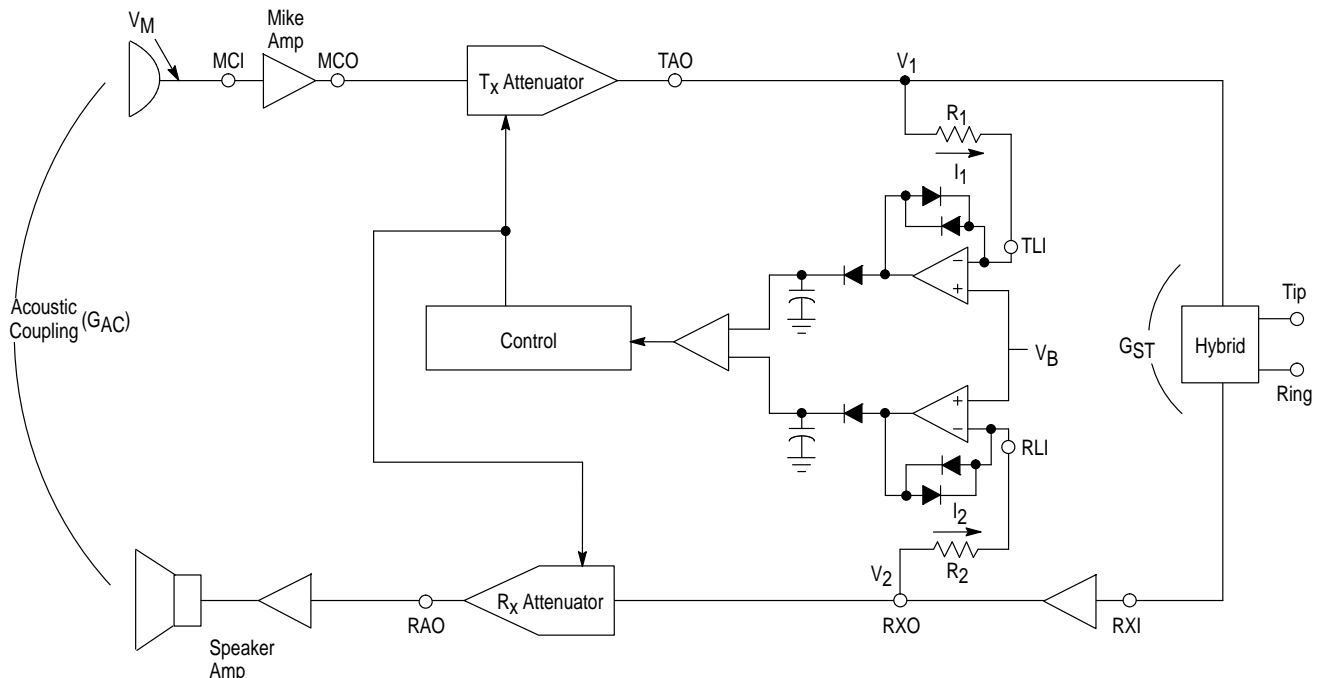 VM
Mike
Amp
MCI
MCO
Tx Attenuator
TAO
V1
R1
I1
TLI
Acoustic
Coupling
(GAC)
Control
−
+
VB
GST
Hybrid
Tip
Ring
+
−
RLI
I2
R2
V2
Rx Attenuator
RAO
RXO
RXI
Speaker
Amp